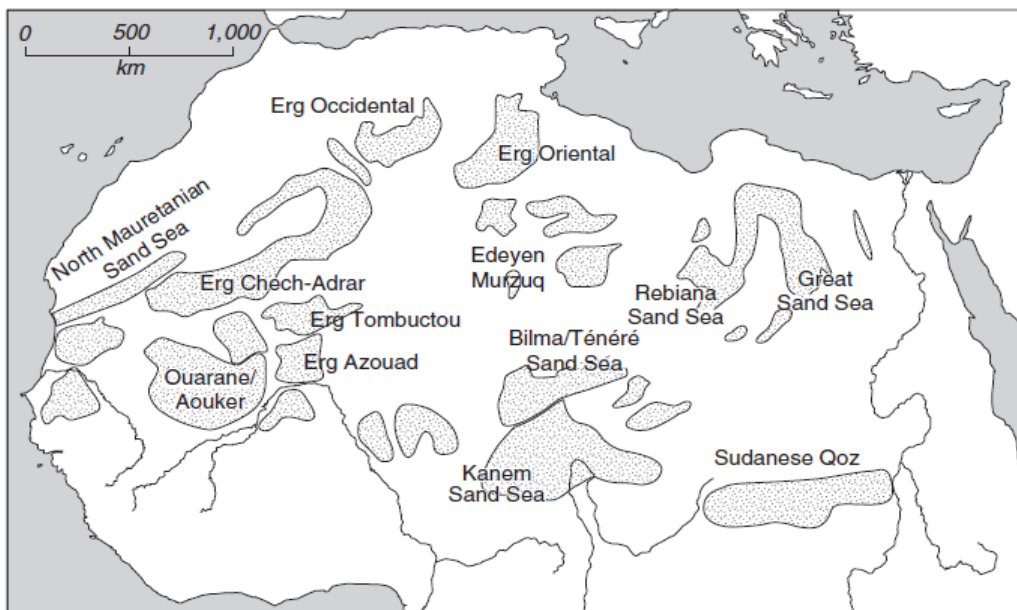 0 500 1,000
km
Erg Occidental
Erg Oriental
North Mauretanian
Sand Sea
Edeyen
Murzuq
Erg Chech-Adrar
Rebiana
Sand Sea
Great
Sand Sea
Erg Tombuctou
Bilma/Ténéré
Sand Sea
Erg Azouad
Ouarane/
Aouker
Kanem
Sand Sea
Sudanese Qoz